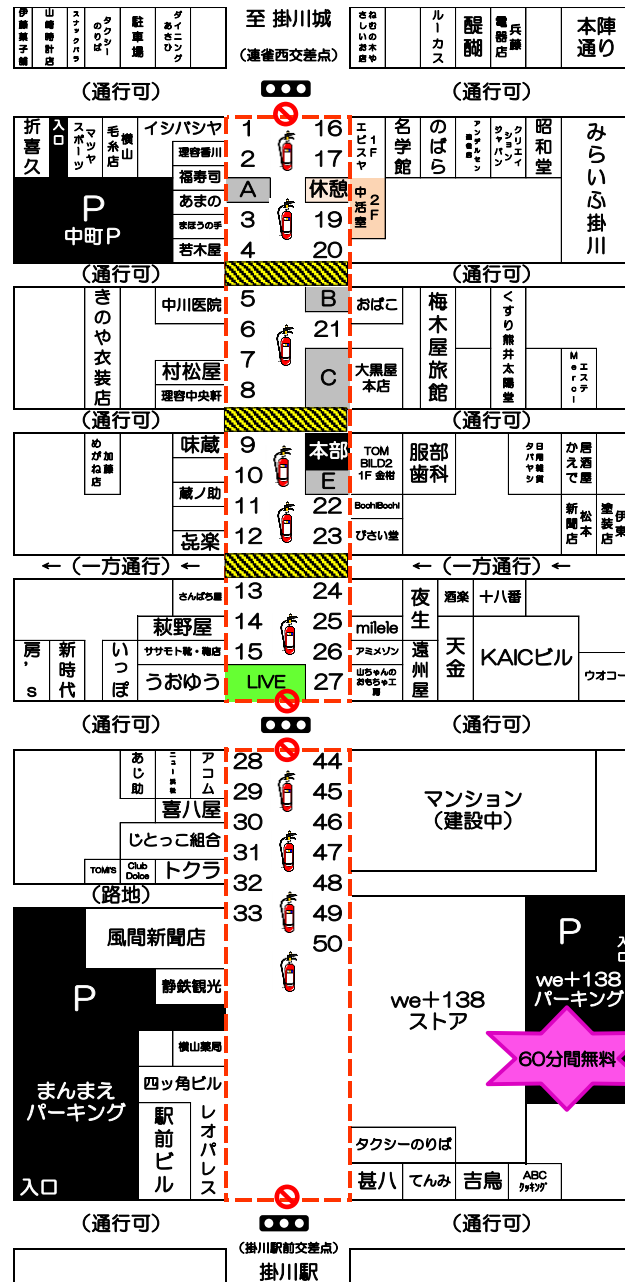 伊藤菓子舗
山崎時計店
スナックバラ
タクシーのりば
駐車場
ダイニングあさひ
至 掛川城
(連雀西交差点)
ねむの木やさしいお店
ルーカス
醍醐
兵藤電器店
本陣通り
(通行可)
(通行可)
折喜久
入口
マツヤスポーツ
横山毛糸店
イシバシヤ
理容香川
福寿司
あまの
まほうの手
若木屋
P
中町P
1
2
A
3
4
16
17
休憩
19
20
1F
エビスヤ
2F
中活室
名学館
のばら
アンデルセン
クリエイションジャパン
昭和堂
みらいふ掛川
(通行可)
(通行可)
きのや衣装店
中川医院
村松屋
理容中央軒
5
6
7
8
B
21
C
おばこ
大黒屋本店
梅木屋旅館
くすり熊井太陽堂
エステMerci
(通行可)
(通行可)
加藤めがね店
味蔵
蔵ノ助
㐂楽
9
10
11
12
本部
E
22
23
TOM
BILD2
1F 金樹
BochiBochi
びさい堂
服部歯科
日用雑貨タバヤシ
居酒屋かえで
松本新聞店
伊東塗装店
←(一方通行)←
←(一方通行)←
さんぱち屋
萩野屋
ササモト靴・鞄店
うおゆう
房's
新時代
いっぽ
13
14
15
LIVE
24
25
26
27
milele
アミメゾン
山ちゃんのおもちゃ工房
夜生
遠州屋
酒楽
十八番
天金
KAICビル
ウオコー
(通行可)
(通行可)
あじ助
アコム
喜八屋
じとっこ組合
TOM'S
Club Dolce
トクラ
28
29
30
31
32
33
44
45
46
47
48
49
50
マンション
(建設中)
(路地)
風間新聞店
静鉄観光
横山薬局
四ッ角ビル
駅前ビル
レオパレス
P
まんまえ
パーキング
入口
we+138
ストア
P
入口
we+138
パーキング
60分間無料
タクシーのりば
甚八
てんみ
吉鳥
ABC
クッキング
(通行可)
(通行可)
(掛川駅前交差点)
掛川駅